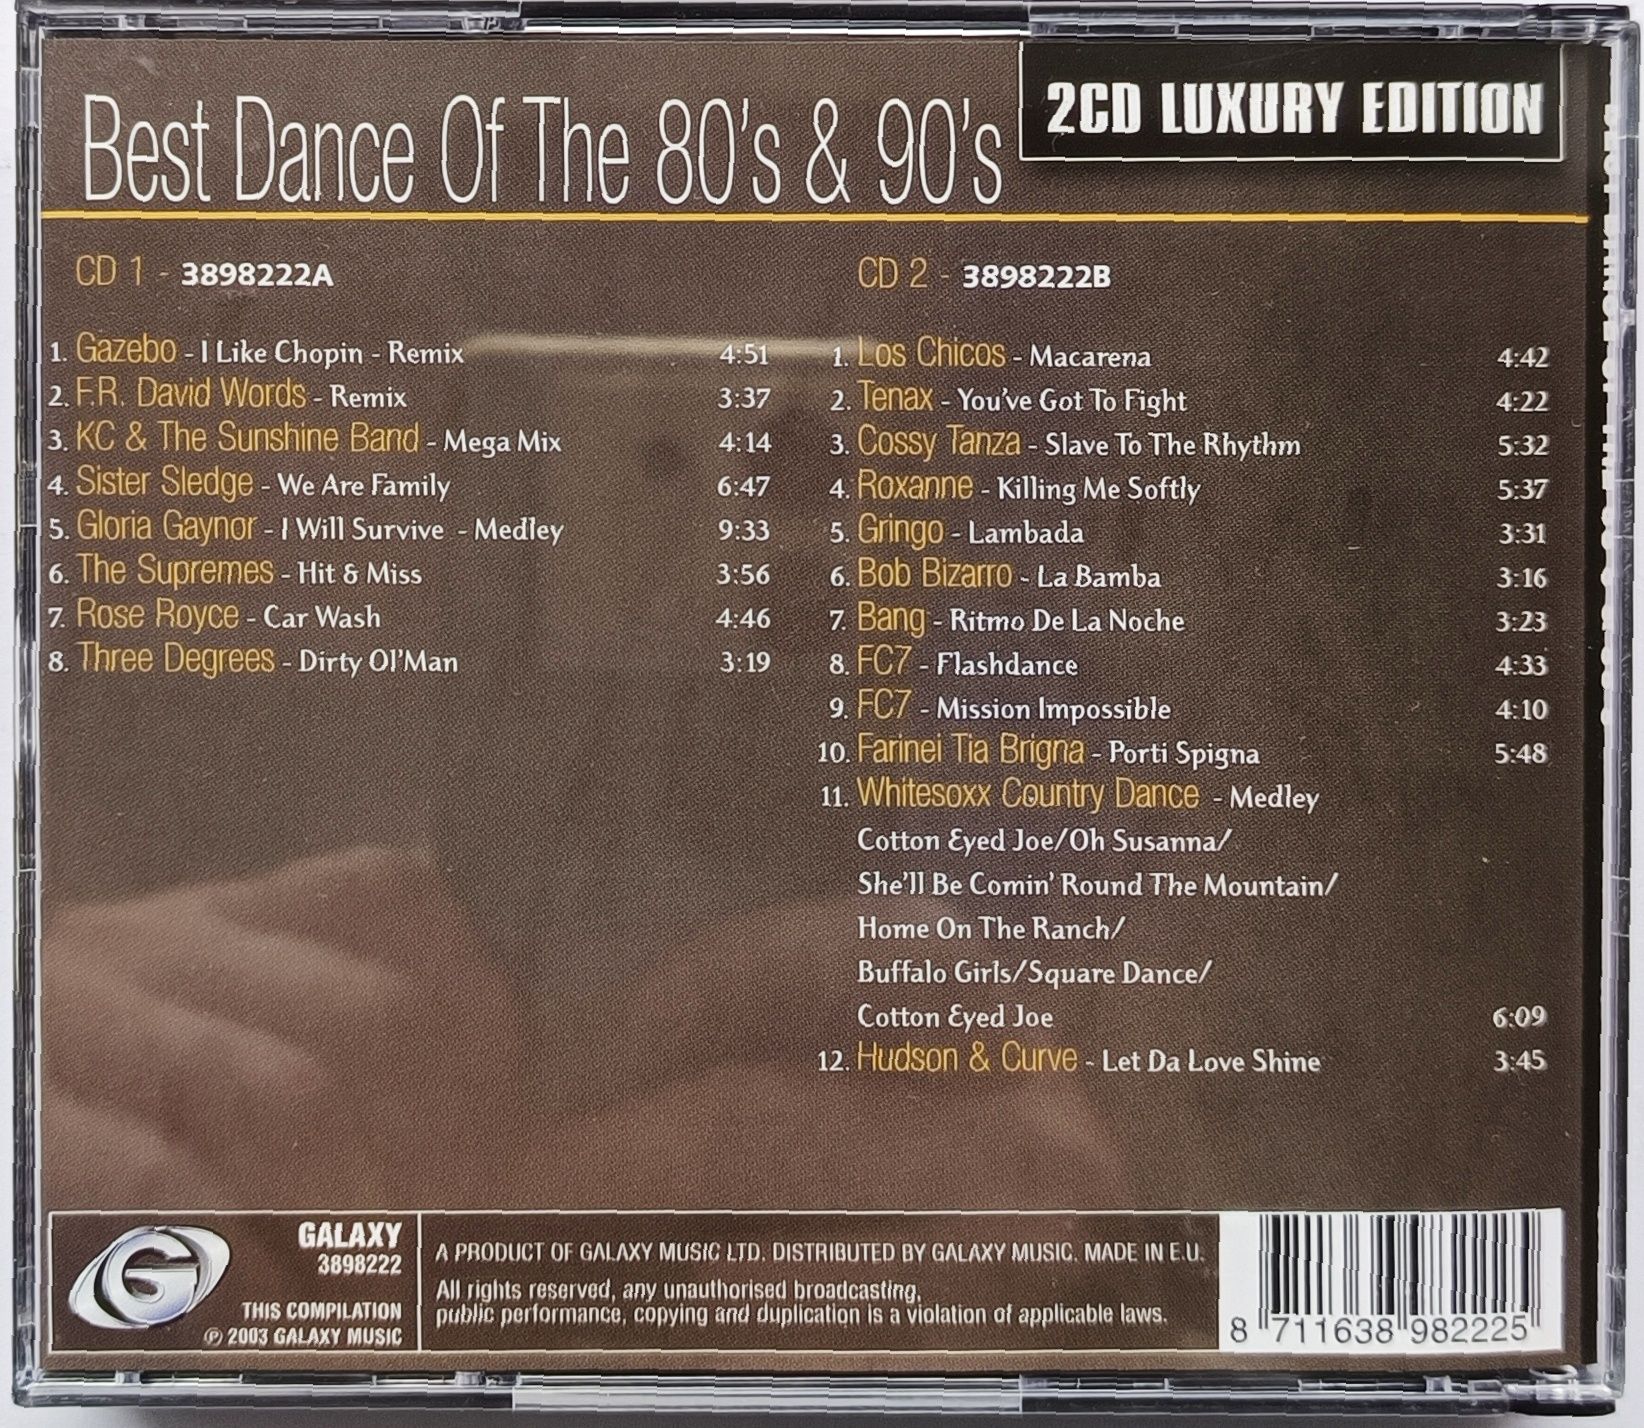 Best Dance Of The 80's & 90's
2CD LUXURY EDITION
CD 1 - 3898222A
1. Gazebo - I Like Chopin - Remix 4:51
2. F.R. David Words - Remix 3:37
3. KC & The Sunshine Band - Mega Mix 4:14
4. Sister Sledge - We Are Family 6:47
5. Gloria Gaynor - I Will Survive - Medley 9:33
6. The Supremes - Hit & Miss 3:56
7. Rose Royce - Car Wash 4:46
8. Three Degrees - Dirty Ol'Man 3:19
CD 2 - 3898222B
1. Los Chicos - Macarena 4:42
2. Tenax - You've Got To Fight 4:22
3. Cossy Tanza - Slave To The Rhythm 5:32
4. Roxanne - Killing Me Softly 5:37
5. Gringo - Lambada 3:31
6. Bob Bizarro - La Bamba 3:16
7. Bang - Ritmo De La Noche 3:23
8. FC7 - Flashdance 4:33
9. FC7 - Mission Impossible 4:10
10. Farinei Tia Brigna - Porti Spigna 5:48
11. Whitesoxx Country Dance - Medley
Cotton Eyed Joe/Oh Susanna/
She'll Be Comin' Round The Mountain/
Home On The Ranch/
Buffalo Girls/Square Dance/
Cotton Eyed Joe 6:09
12. Hudson & Curve - Let Da Love Shine 3:45
G
GALAXY
3898222
THIS COMPILATION
℗ 2003 GALAXY MUSIC
A PRODUCT OF GALAXY MUSIC LTD. DISTRIBUTED BY GALAXY MUSIC. MADE IN E.U.
All rights reserved, any unauthorised broadcasting,
public performance, copying and duplication is a violation of applicable laws.
8 711638 982225